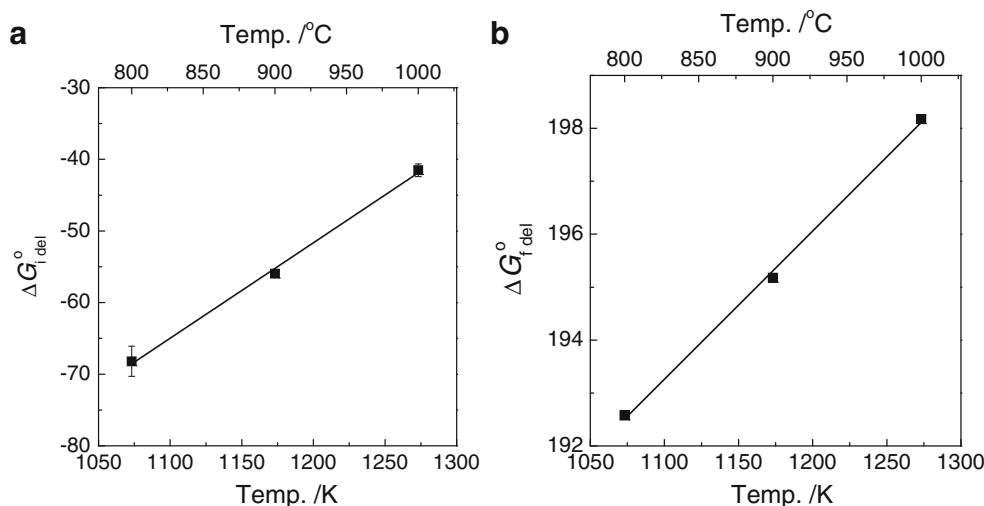 a
Temp. /°C
800 850 900 950 1000
-30
-40
-50
-60
-70
-80
ΔG°i del
1050 1100 1150 1200 1250 1300
Temp. /K
b
Temp. /°C
800 850 900 950 1000
198
196
194
192
ΔG°f del
1050 1100 1150 1200 1250 1300
Temp. /K